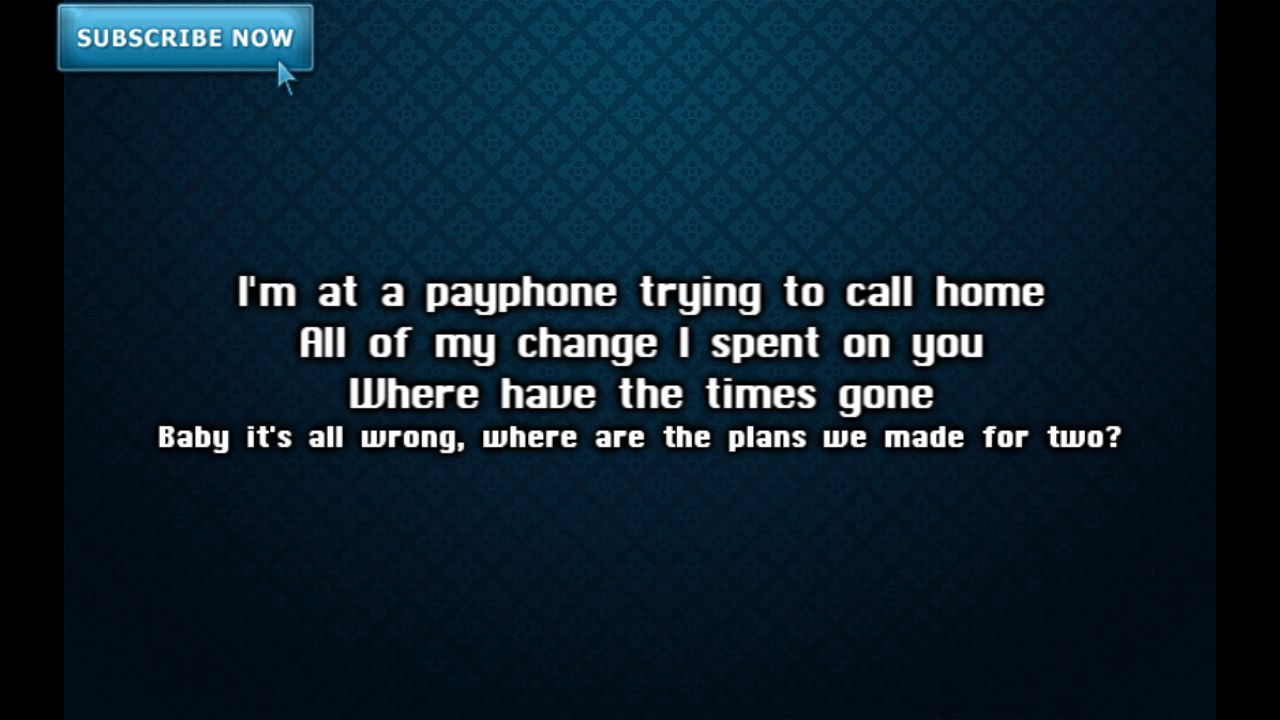 SUBSCRIBE NOW
I'm at a payphone trying to call home
All of my change I spent on you
Where have the times gone
Baby it's all wrong, where are the plans we made for two?